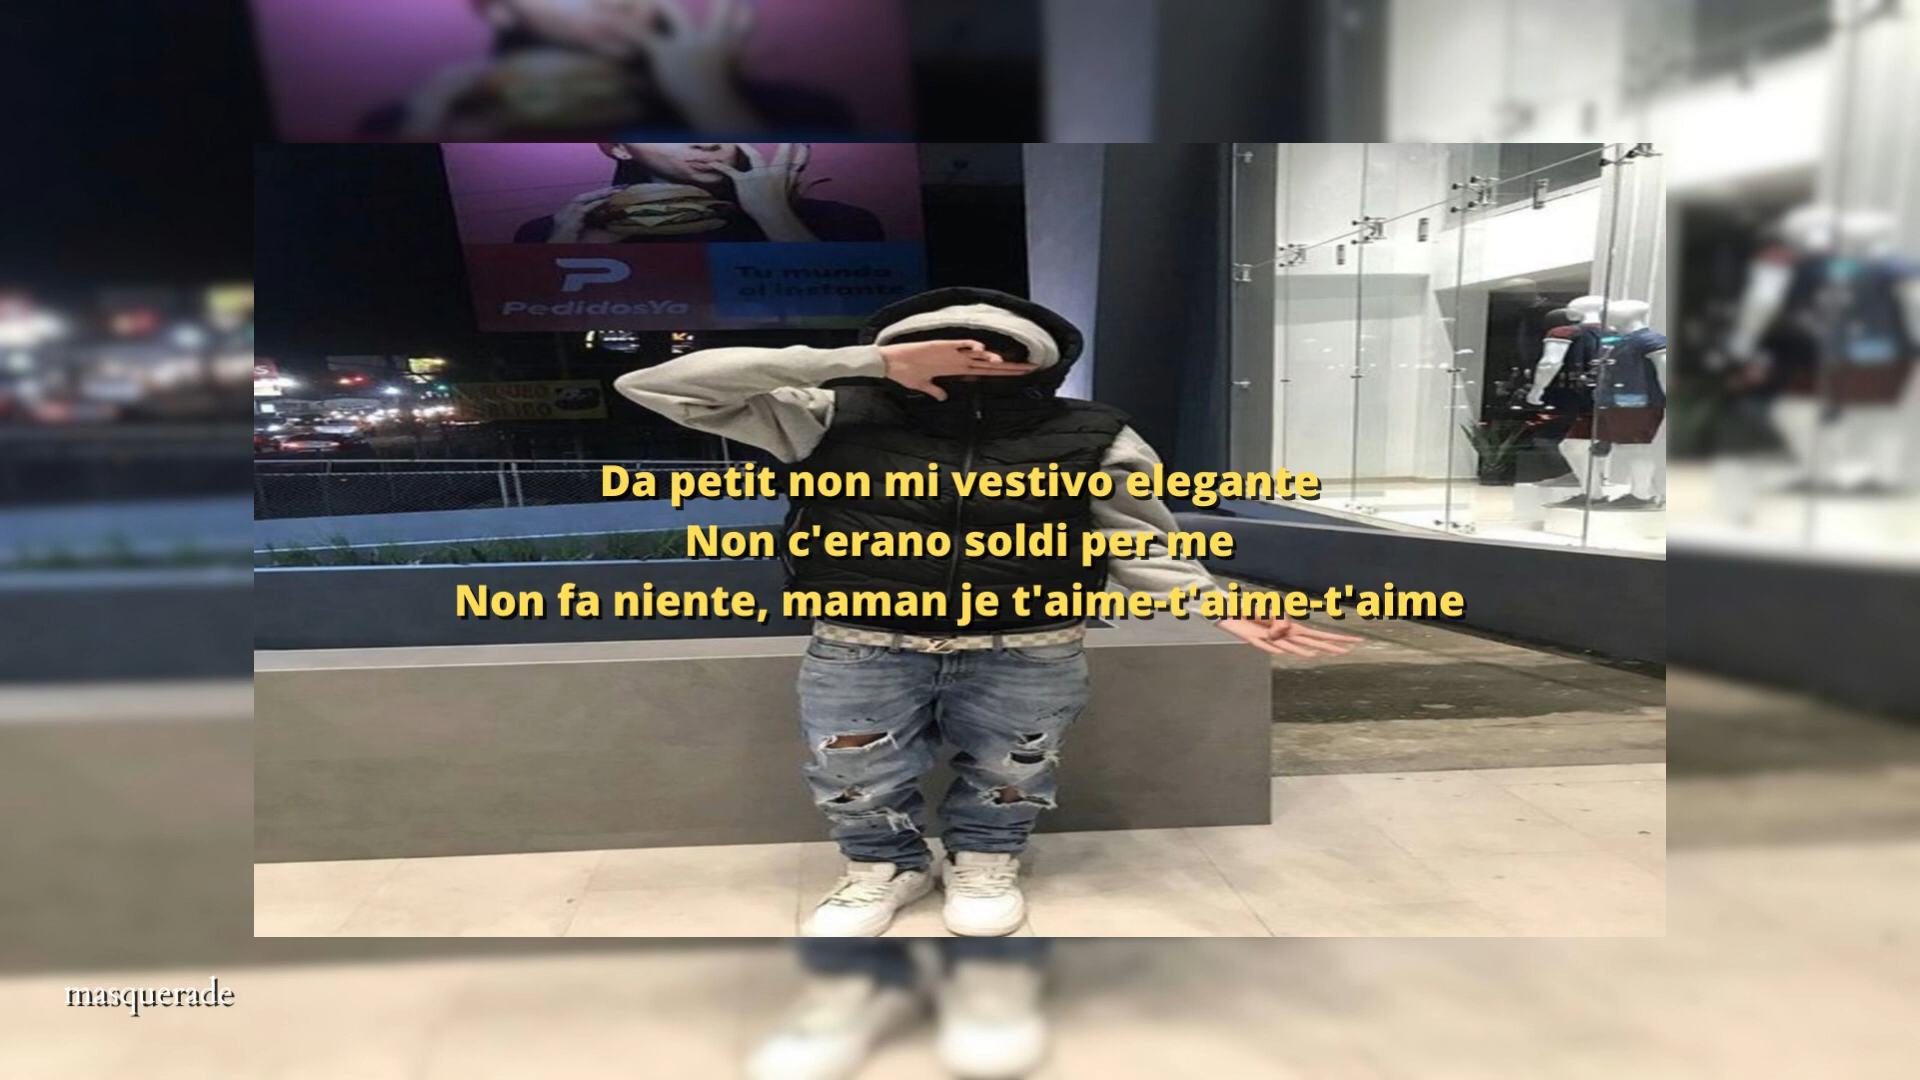 PedidosYa
Tu mundo
al instante
Da petit non mi vestivo elegante
Non c'erano soldi per me
Non fa niente, maman je t'aime-t'aime-t'aime
masquerade